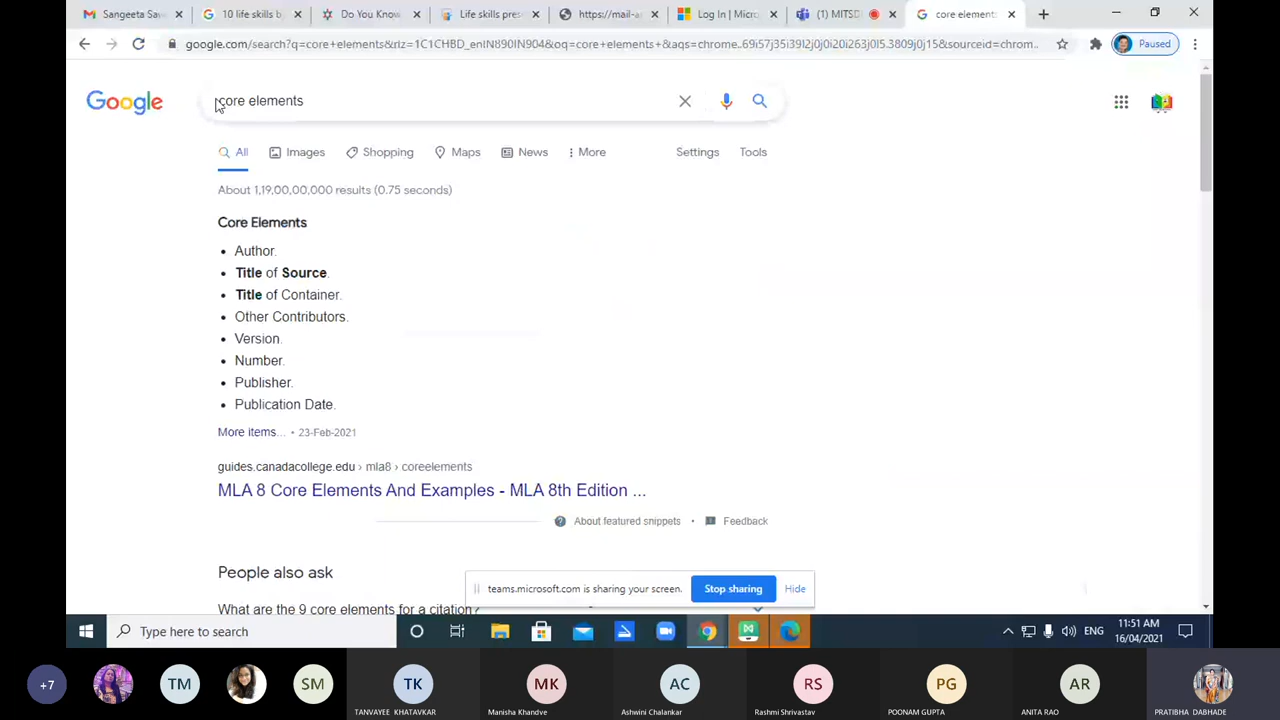 Sangeeta Sava
10 life skills by
Do You Know
Life skills pres
https://mail-a
Log In | Micro
(1) MITSD
core elements
google.com/search?q=core+elements&rlz=1C1CHBD_enIN890IN904&oq=core+elements+&aqs=chrome..69i57j35i39l2j0j0i20i263j0l5.3809j0j15&sourceid=chrom...
Paused
Google
core elements
All
Images
Shopping
Maps
News
More
Settings
Tools
About 1,19,00,00,000 results (0.75 seconds)
Core Elements
• Author.
• Title of Source.
• Title of Container.
• Other Contributors.
• Version.
• Number.
• Publisher.
• Publication Date.
More items... • 23-Feb-2021
guides.canadacollege.edu › mla8 › coreelements
MLA 8 Core Elements And Examples - MLA 8th Edition ...
About featured snippets • Feedback
People also ask
teams.microsoft.com is sharing your screen.
Stop sharing
Hide
What are the 9 core elements for a citation?
Type here to search
ENG
11:51 AM
16/04/2021
+7
TM
SM
TK
TANVAYEE KHATAVKAR
MK
Manisha Khandve
AC
Ashwini Chalankar
RS
Rashmi Shrivastav
PG
POONAM GUPTA
AR
ANITA RAO
PRATIBHA DABHADE